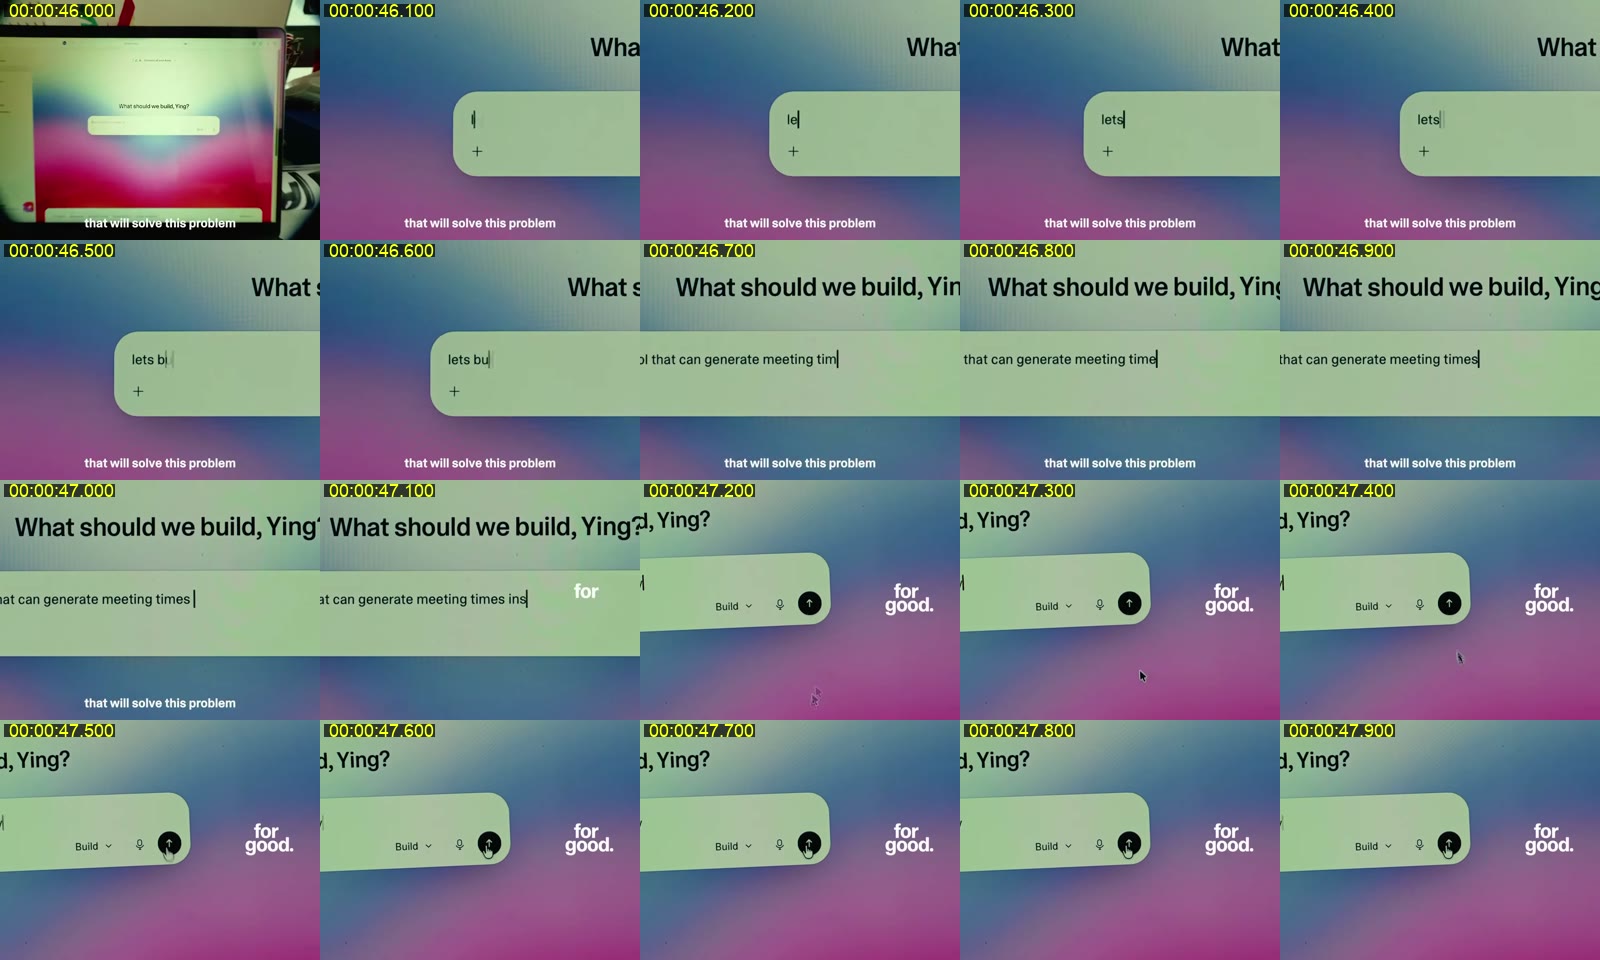 00:00:46.000
What should we build, Ying?
that will solve this problem
00:00:46.100
Wha
l
+
that will solve this problem
00:00:46.200
Wha
le
+
that will solve this problem
00:00:46.300
What
lets
+
that will solve this problem
00:00:46.400
What
lets
+
that will solve this problem
00:00:46.500
What s
lets bu
+
that will solve this problem
00:00:46.600
What s
lets bu
+
that will solve this problem
00:00:46.700
What should we build, Yin
ol that can generate meeting tim
that will solve this problem
00:00:46.800
What should we build, Ying
that can generate meeting time
that will solve this problem
00:00:46.900
What should we build, Ying
that can generate meeting times
that will solve this problem
00:00:47.000
What should we build, Ying?
hat can generate meeting times
that will solve this problem
00:00:47.100
What should we build, Ying?
at can generate meeting times ins
for
00:00:47.200
d, Ying?
Build
for
good.
00:00:47.300
d, Ying?
Build
for
good.
00:00:47.400
d, Ying?
Build
for
good.
00:00:47.500
d, Ying?
Build
for
good.
00:00:47.600
d, Ying?
Build
for
good.
00:00:47.700
d, Ying?
Build
for
good.
00:00:47.800
d, Ying?
Build
for
good.
00:00:47.900
d, Ying?
Build
for
good.